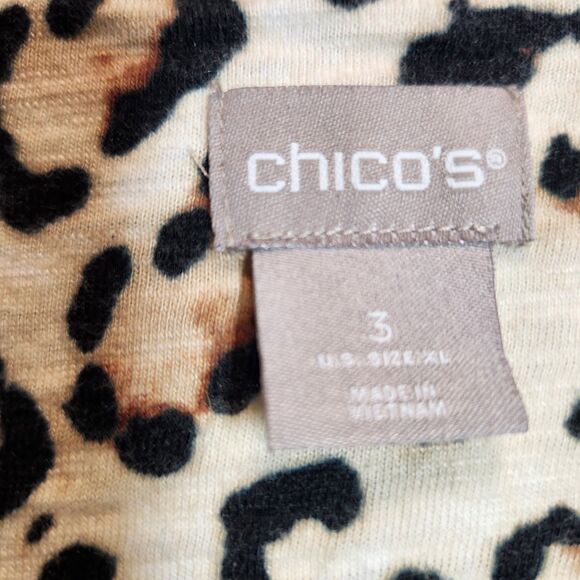 chico's®
3
U.S. SIZE XL
MADE IN
VIETNAM